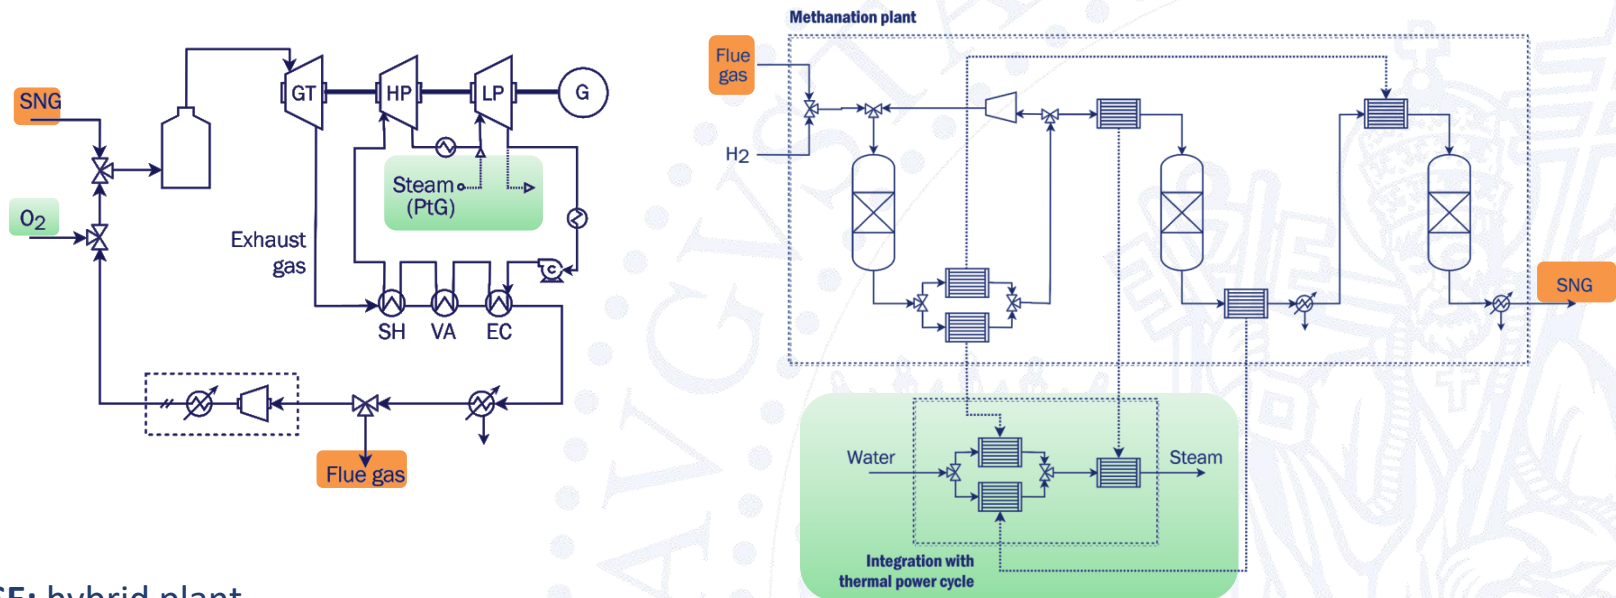 Methanation plant
SNG
O2
GT
HP
LP
G
Steam
(PtG)
Exhaust
gas
C
SH
VA
EC
Flue gas
Flue
gas
H2
SNG
Water
Steam
Integration with
thermal power cycle
hybrid plant